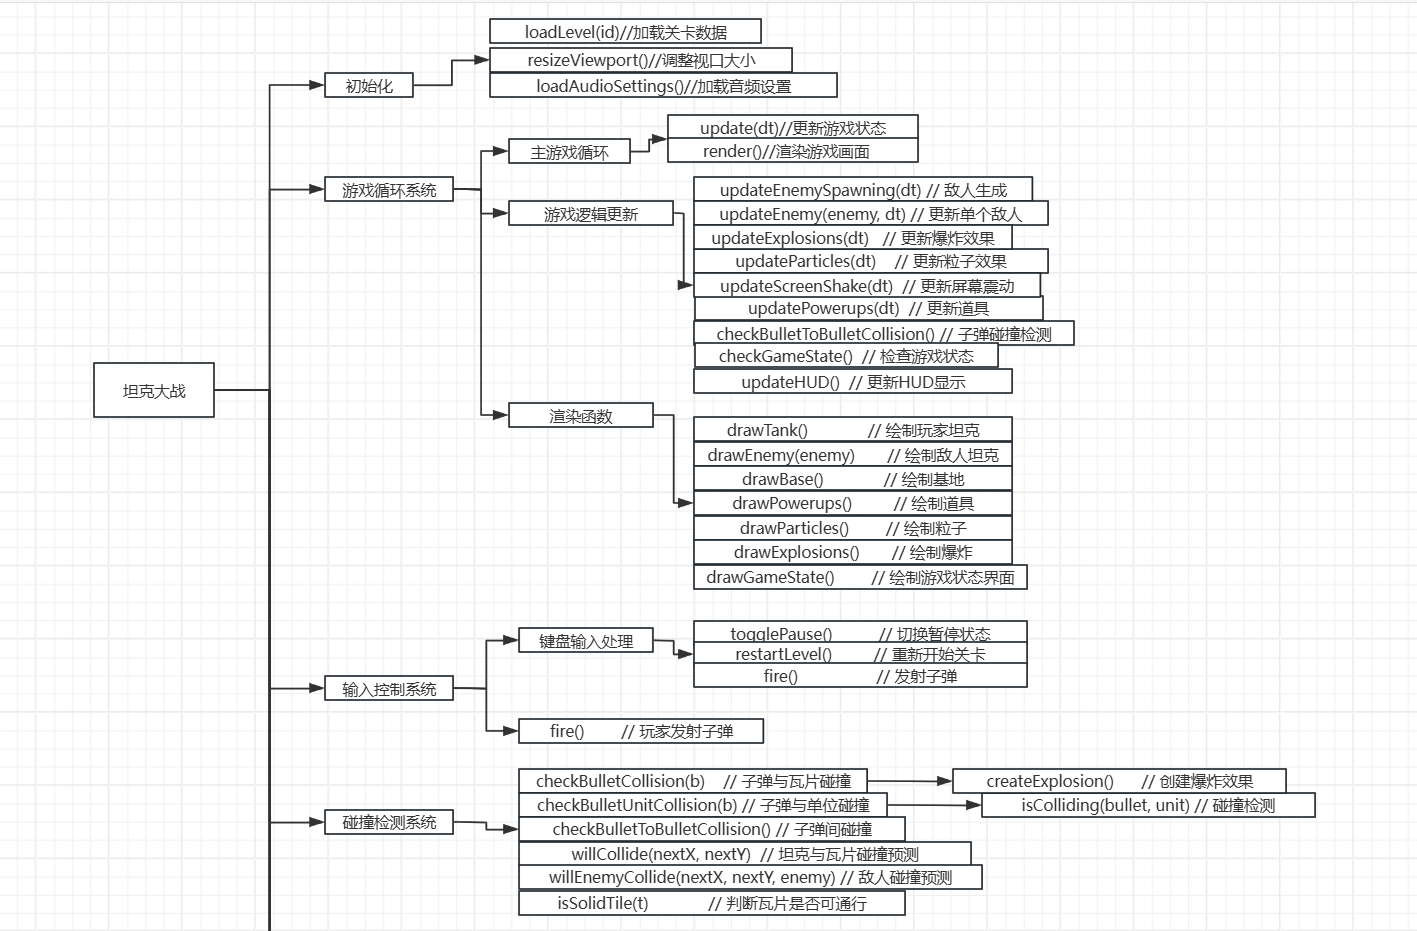 坦克大战
初始化
loadLevel(id)//加载关卡数据
resizeViewport()//调整视口大小
loadAudioSettings()//加载音频设置
游戏循环系统
主游戏循环
update(dt)//更新游戏状态
render()//渲染游戏画面
游戏逻辑更新
updateEnemySpawning(dt) // 敌人生成
updateEnemy(enemy, dt) // 更新单个敌人
updateExplosions(dt) // 更新爆炸效果
updateParticles(dt) // 更新粒子效果
updateScreenShake(dt) // 更新屏幕震动
updatePowerups(dt) // 更新道具
checkBulletToBulletCollision() // 子弹碰撞检测
checkGameState() // 检查游戏状态
updateHUD() // 更新HUD显示
渲染函数
drawTank() // 绘制玩家坦克
drawEnemy(enemy) // 绘制敌人坦克
drawBase() // 绘制基地
drawPowerups() // 绘制道具
drawParticles() // 绘制粒子
drawExplosions() // 绘制爆炸
drawGameState() // 绘制游戏状态界面
输入控制系统
键盘输入处理
togglePause() // 切换暂停状态
restartLevel() // 重新开始关卡
fire() // 发射子弹
fire() // 玩家发射子弹
碰撞检测系统
checkBulletCollision(b) // 子弹与瓦片碰撞
createExplosion() // 创建爆炸效果
checkBulletUnitCollision(b) // 子弹与单位碰撞
isColliding(bullet, unit) // 碰撞检测
checkBulletToBulletCollision() // 子弹间碰撞
willCollide(nextX, nextY) // 坦克与瓦片碰撞预测
willEnemyCollide(nextX, nextY, enemy) // 敌人碰撞预测
isSolidTile(t) // 判断瓦片是否可通行